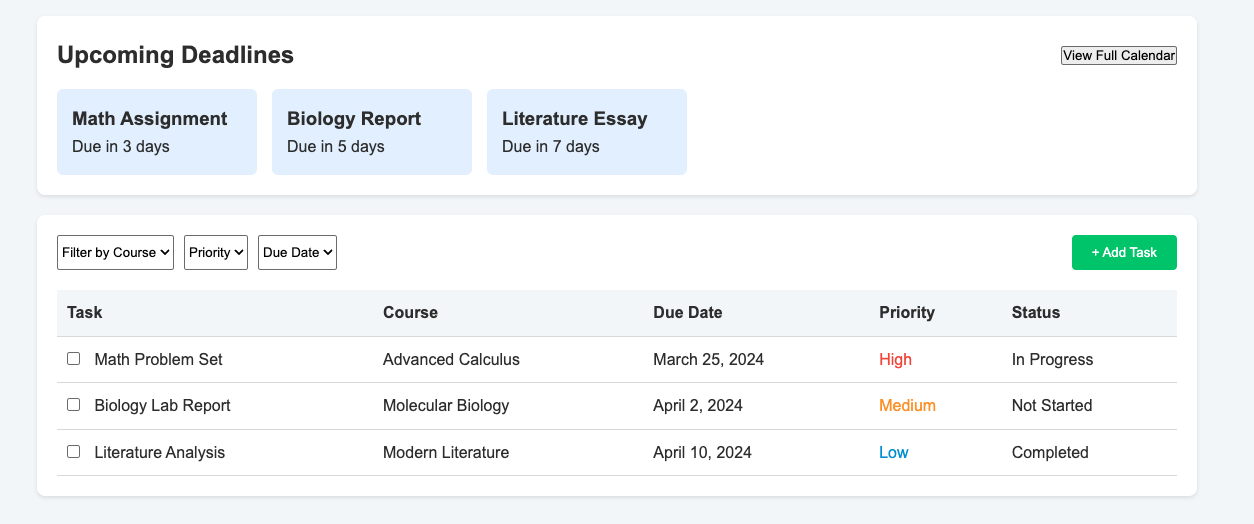 Upcoming Deadlines
View Full Calendar
Math Assignment
Due in 3 days
Biology Report
Due in 5 days
Literature Essay
Due in 7 days
Filter by Course Priority Due Date + Add Task
Task Course Due Date Priority Status
Math Problem Set Advanced Calculus March 25, 2024 High In Progress
Biology Lab Report Molecular Biology April 2, 2024 Medium Not Started
Literature Analysis Modern Literature April 10, 2024 Low Completed